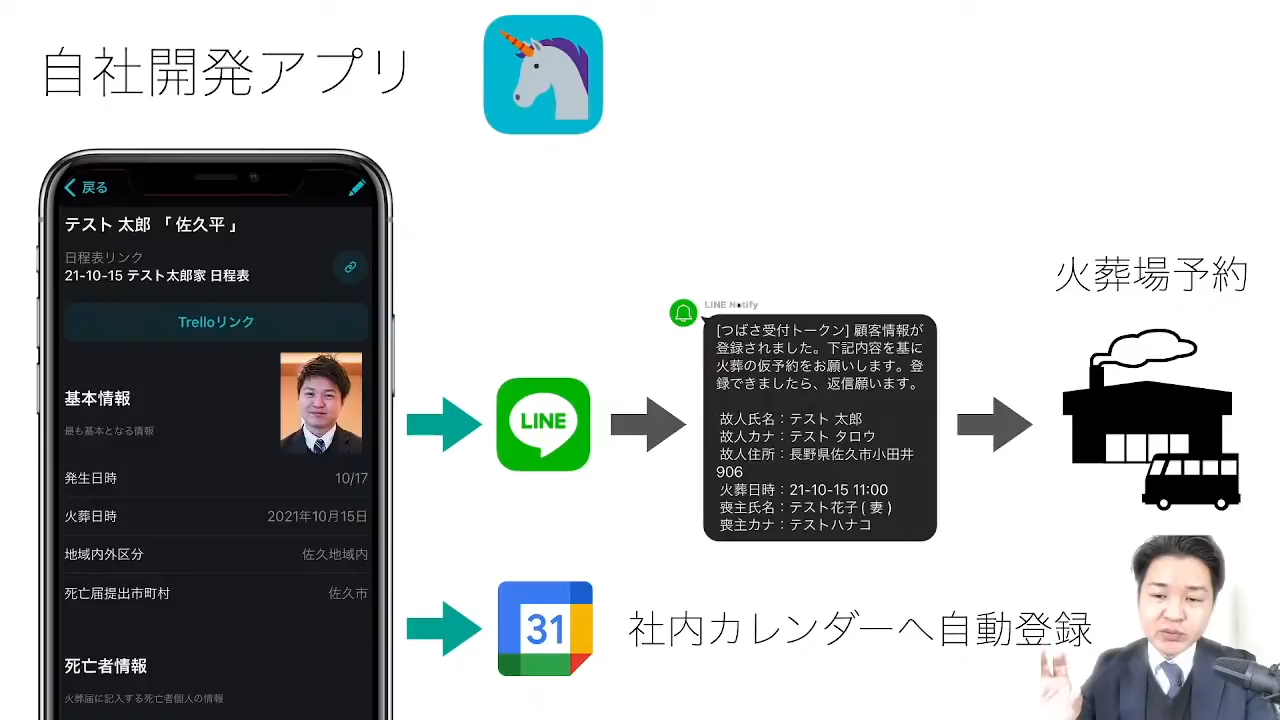 自社開発アプリ
戻る
テスト 太郎 「 佐久平 」
日程表リンク
21-10-15 テスト太郎家 日程表
Trelloリンク
基本情報
最も基本となる情報
発生日時 10/17
火葬日時 2021年10月15日
地域内外区分 佐久地域内
死亡届提出市町村 佐久市
死亡者情報
火葬届に記入する死亡者個人の情報
LINE
LINE Notify
[つばさ受付トークン] 顧客情報が
登録されました。下記内容を基に
火葬の仮予約をお願いします。登
録できましたら、返信願います。
故人氏名：テスト 太郎
故人カナ：テスト タロウ
故人住所：長野県佐久市小田井
906
火葬日時：21-10-15 11:00
喪主氏名：テスト花子 ( 妻 )
喪主カナ：テストハナコ
火葬場予約
31
社内カレンダーへ自動登録